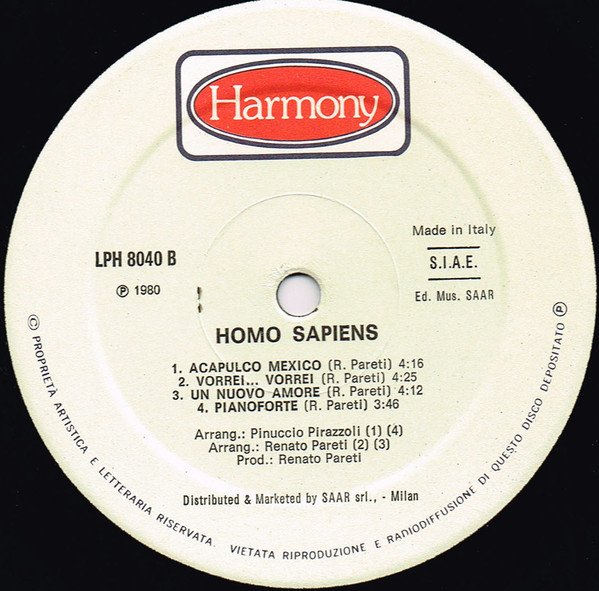 Harmony
Made in Italy
LPH 8040 B
S.I.A.E.
℗ 1980
Ed. Mus. SAAR
HOMO SAPIENS
1. ACAPULCO MEXICO (R. Pareti) 4:16
2. VORREI... VORREI (R. Pareti) 4:25
3. UN NUOVO AMORE (R. Pareti) 4:12
4. PIANOFORTE (R. Pareti) 3:46
Arrang.: Pinuccio Pirazzoli (1) (4)
Arrang.: Renato Pareti (2) (3)
Prod.: Renato Pareti
Distributed & Marketed by SAAR srl., - Milan
© PROPRIETÀ ARTISTICA E LETTERARIA RISERVATA. VIETATA RIPRODUZIONE E RADIODIFFUSIONE DI QUESTO DISCO DEPOSITATO ℗